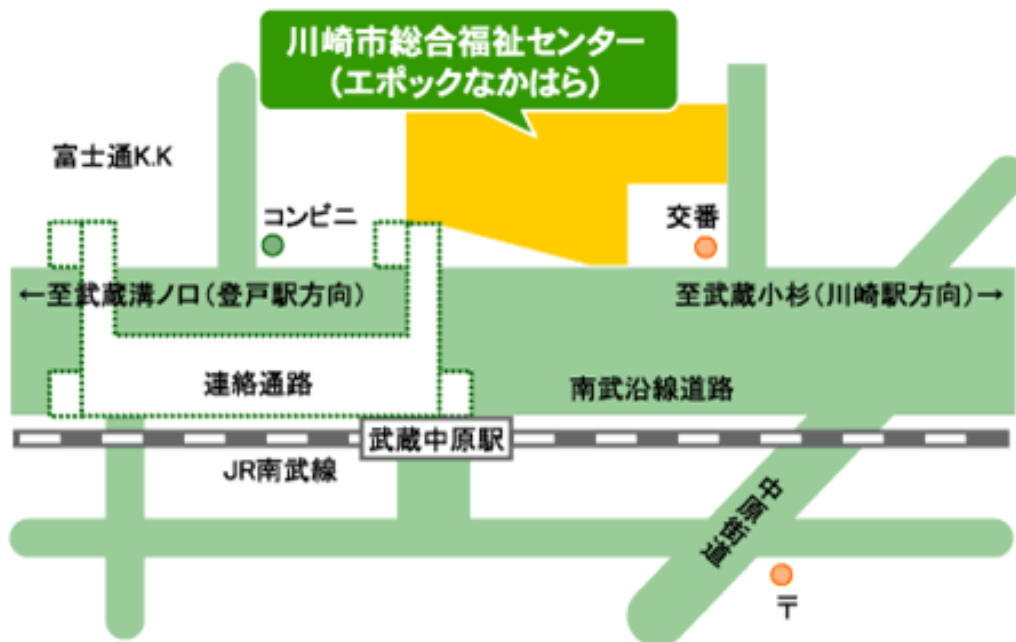 川崎市総合福祉センター
(エポックなかはら)
富士通K.K
コンビニ
交番
←至武蔵溝ノ口(登戸駅方向)
至武蔵小杉(川崎駅方向)→
連絡通路
南武沿線道路
武蔵中原駅
JR南武線
中原街道
〒